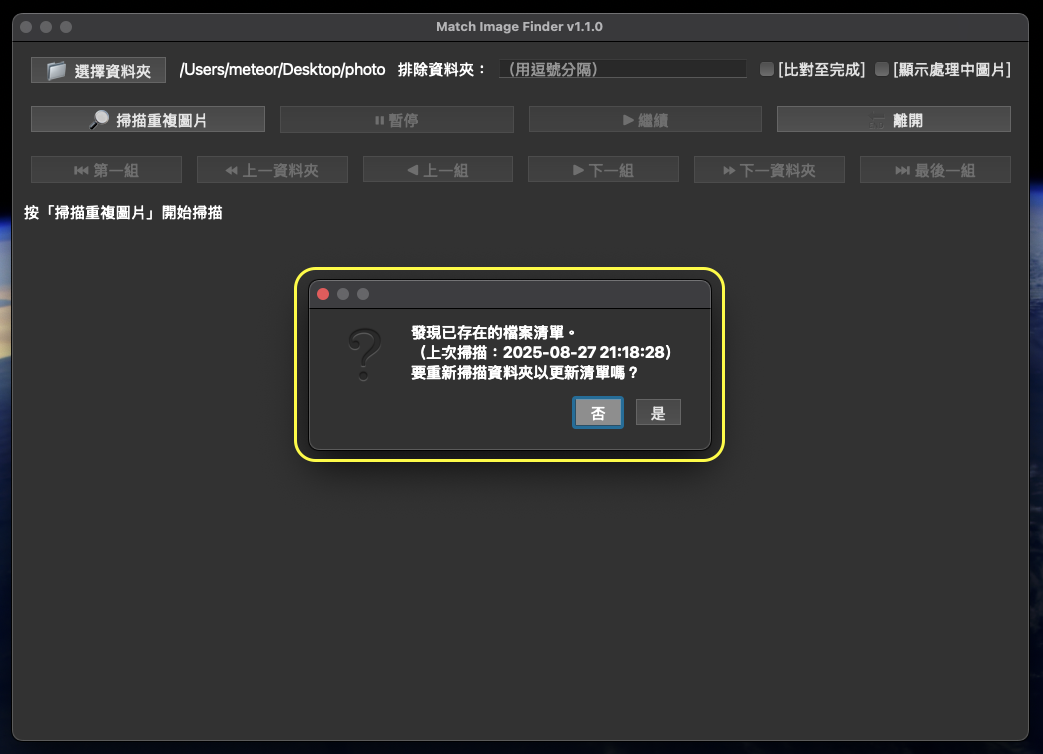 Match Image Finder v1.1.0
選擇資料夾 /Users/meteor/Desktop/photo 排除資料夾： （用逗號分隔） [比對至完成] [顯示處理中圖片]
掃描重複圖片 暫停 繼續 離開
第一組 上一資料夾 上一組 下一組 下一資料夾 最後一組
按「掃描重複圖片」開始掃描
發現已存在的檔案清單。
（上次掃描：2025-08-27 21:18:28）
要重新掃描資料夾以更新清單嗎？
否 是